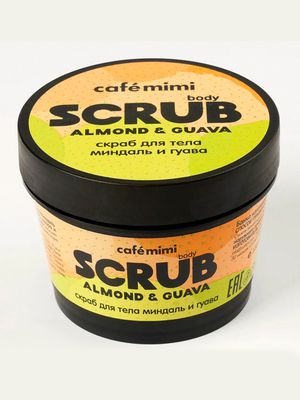 café mimi
body
SCRUB
ALMOND & GUAVA
скраб для тела
миндаль и гуава
café mimi
body
SCRUB
ALMOND & GUAVA
скраб для тела миндаль и гуава
EAC